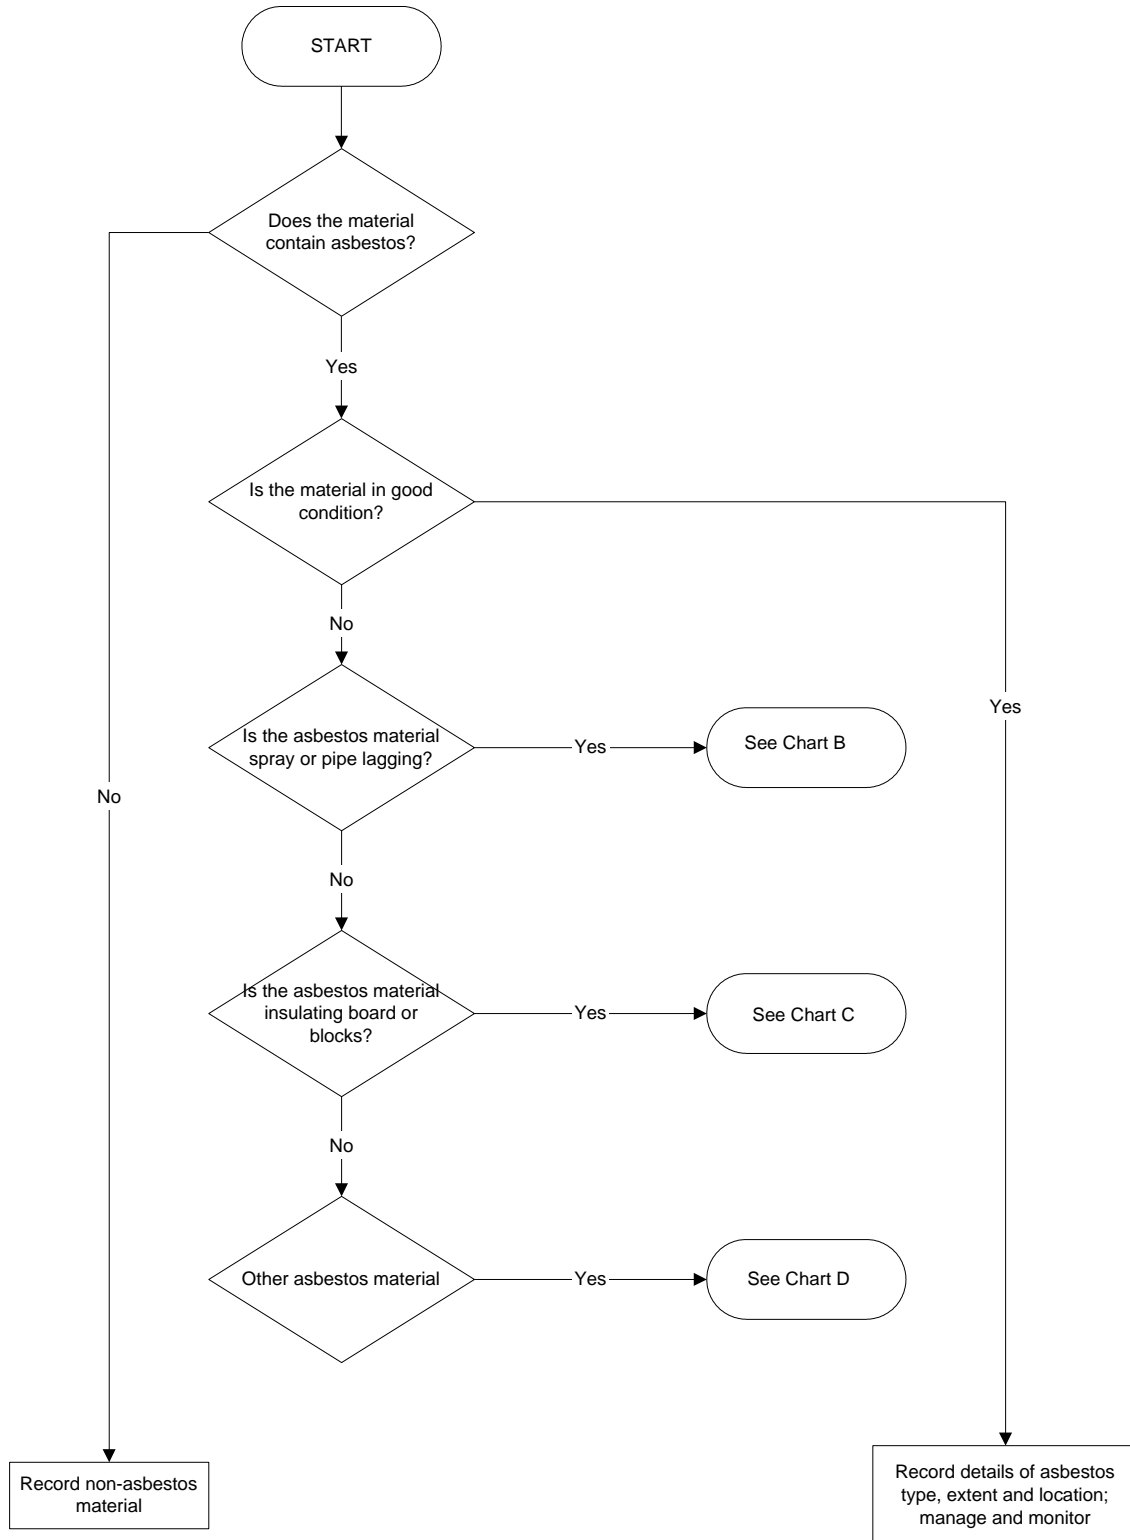 START
Does the material
contain asbestos?
Yes
Is the material in good
condition?
No
Yes
Is the asbestos material
spray or pipe lagging?
Yes
See Chart B
No
No
Is the asbestos material
insulating board or
blocks?
Yes
See Chart C
No
Other asbestos material
Yes
See Chart D
Record non-asbestos
material
Record details of asbestos
type, extent and location;
manage and monitor